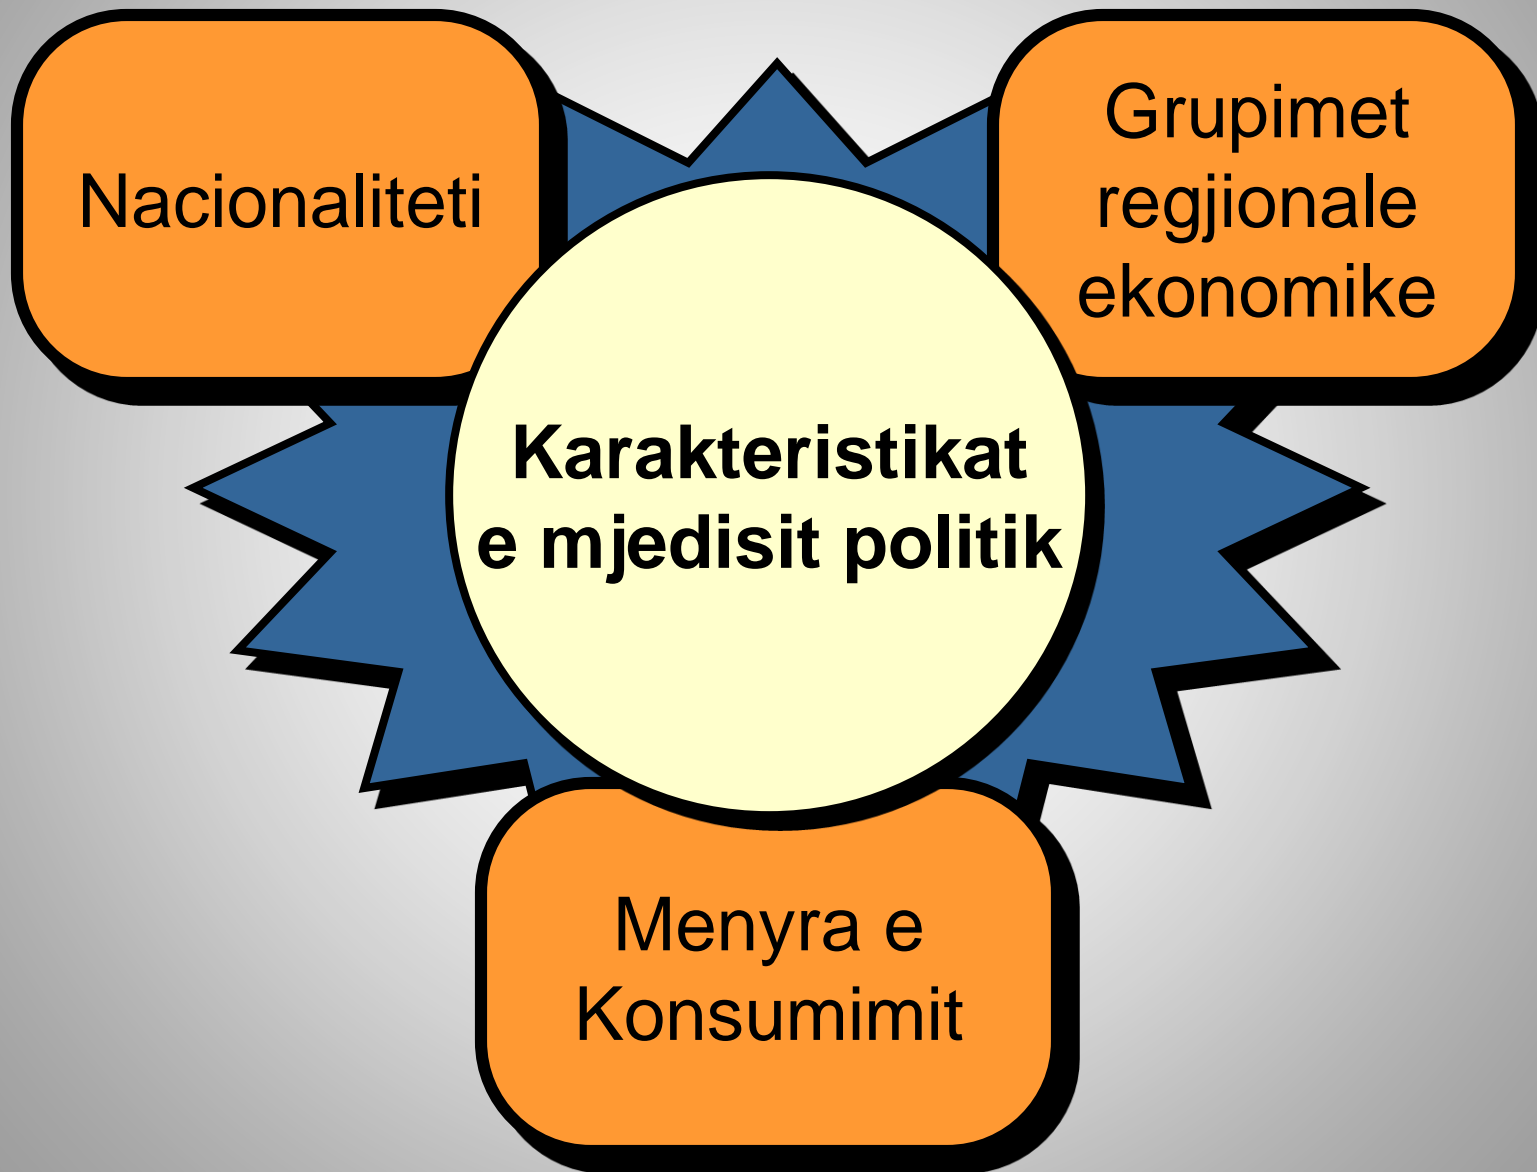 Nacionaliteti
Grupimet
regjionale
ekonomike
Karakteristikat
e mjedisit politik
Menyra e
Konsumimit